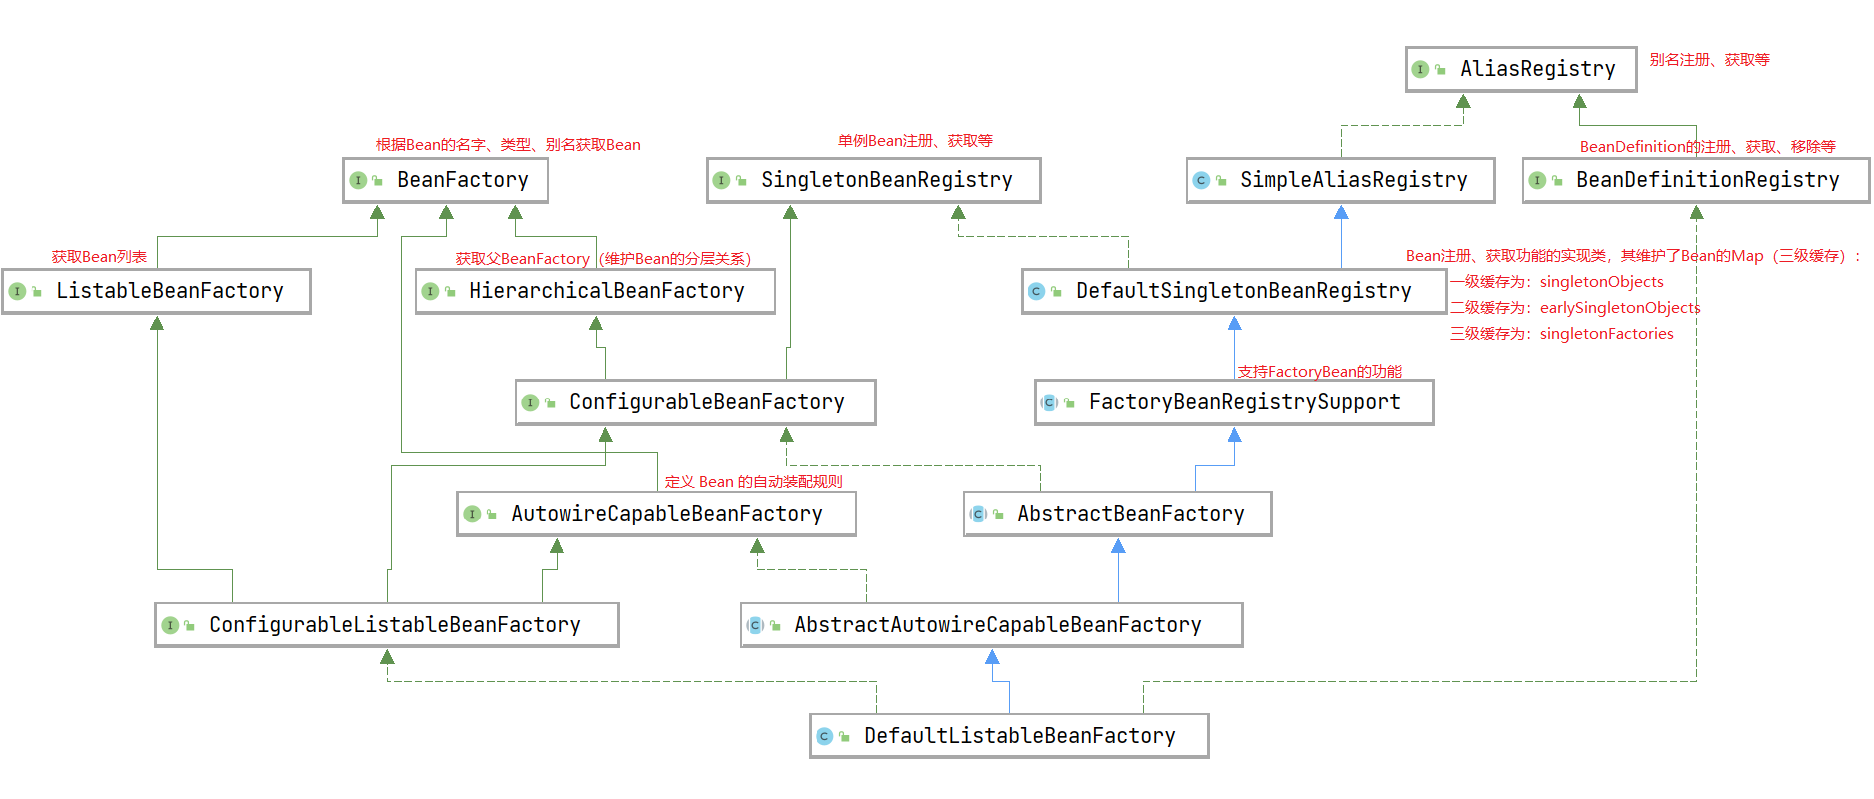 AliasRegistry
别名注册、获取等
根据Bean的名字、类型、别名获取Bean
单例Bean注册、获取等
BeanDefinition的注册、获取、移除等
BeanFactory
SingletonBeanRegistry
SimpleAliasRegistry
BeanDefinitionRegistry
获取Bean列表
获取父BeanFactory（维护Bean的分层关系）
Bean注册、获取功能的实现类，其维护了Bean的Map（三级缓存）：
ListableBeanFactory
HierarchicalBeanFactory
DefaultSingletonBeanRegistry
一级缓存为：singletonObjects
二级缓存为：earlySingletonObjects
三级缓存为：singletonFactories
支持FactoryBean的功能
ConfigurableBeanFactory
FactoryBeanRegistrySupport
定义 Bean 的自动装配规则
AutowireCapableBeanFactory
AbstractBeanFactory
ConfigurableListableBeanFactory
AbstractAutowireCapableBeanFactory
DefaultListableBeanFactory